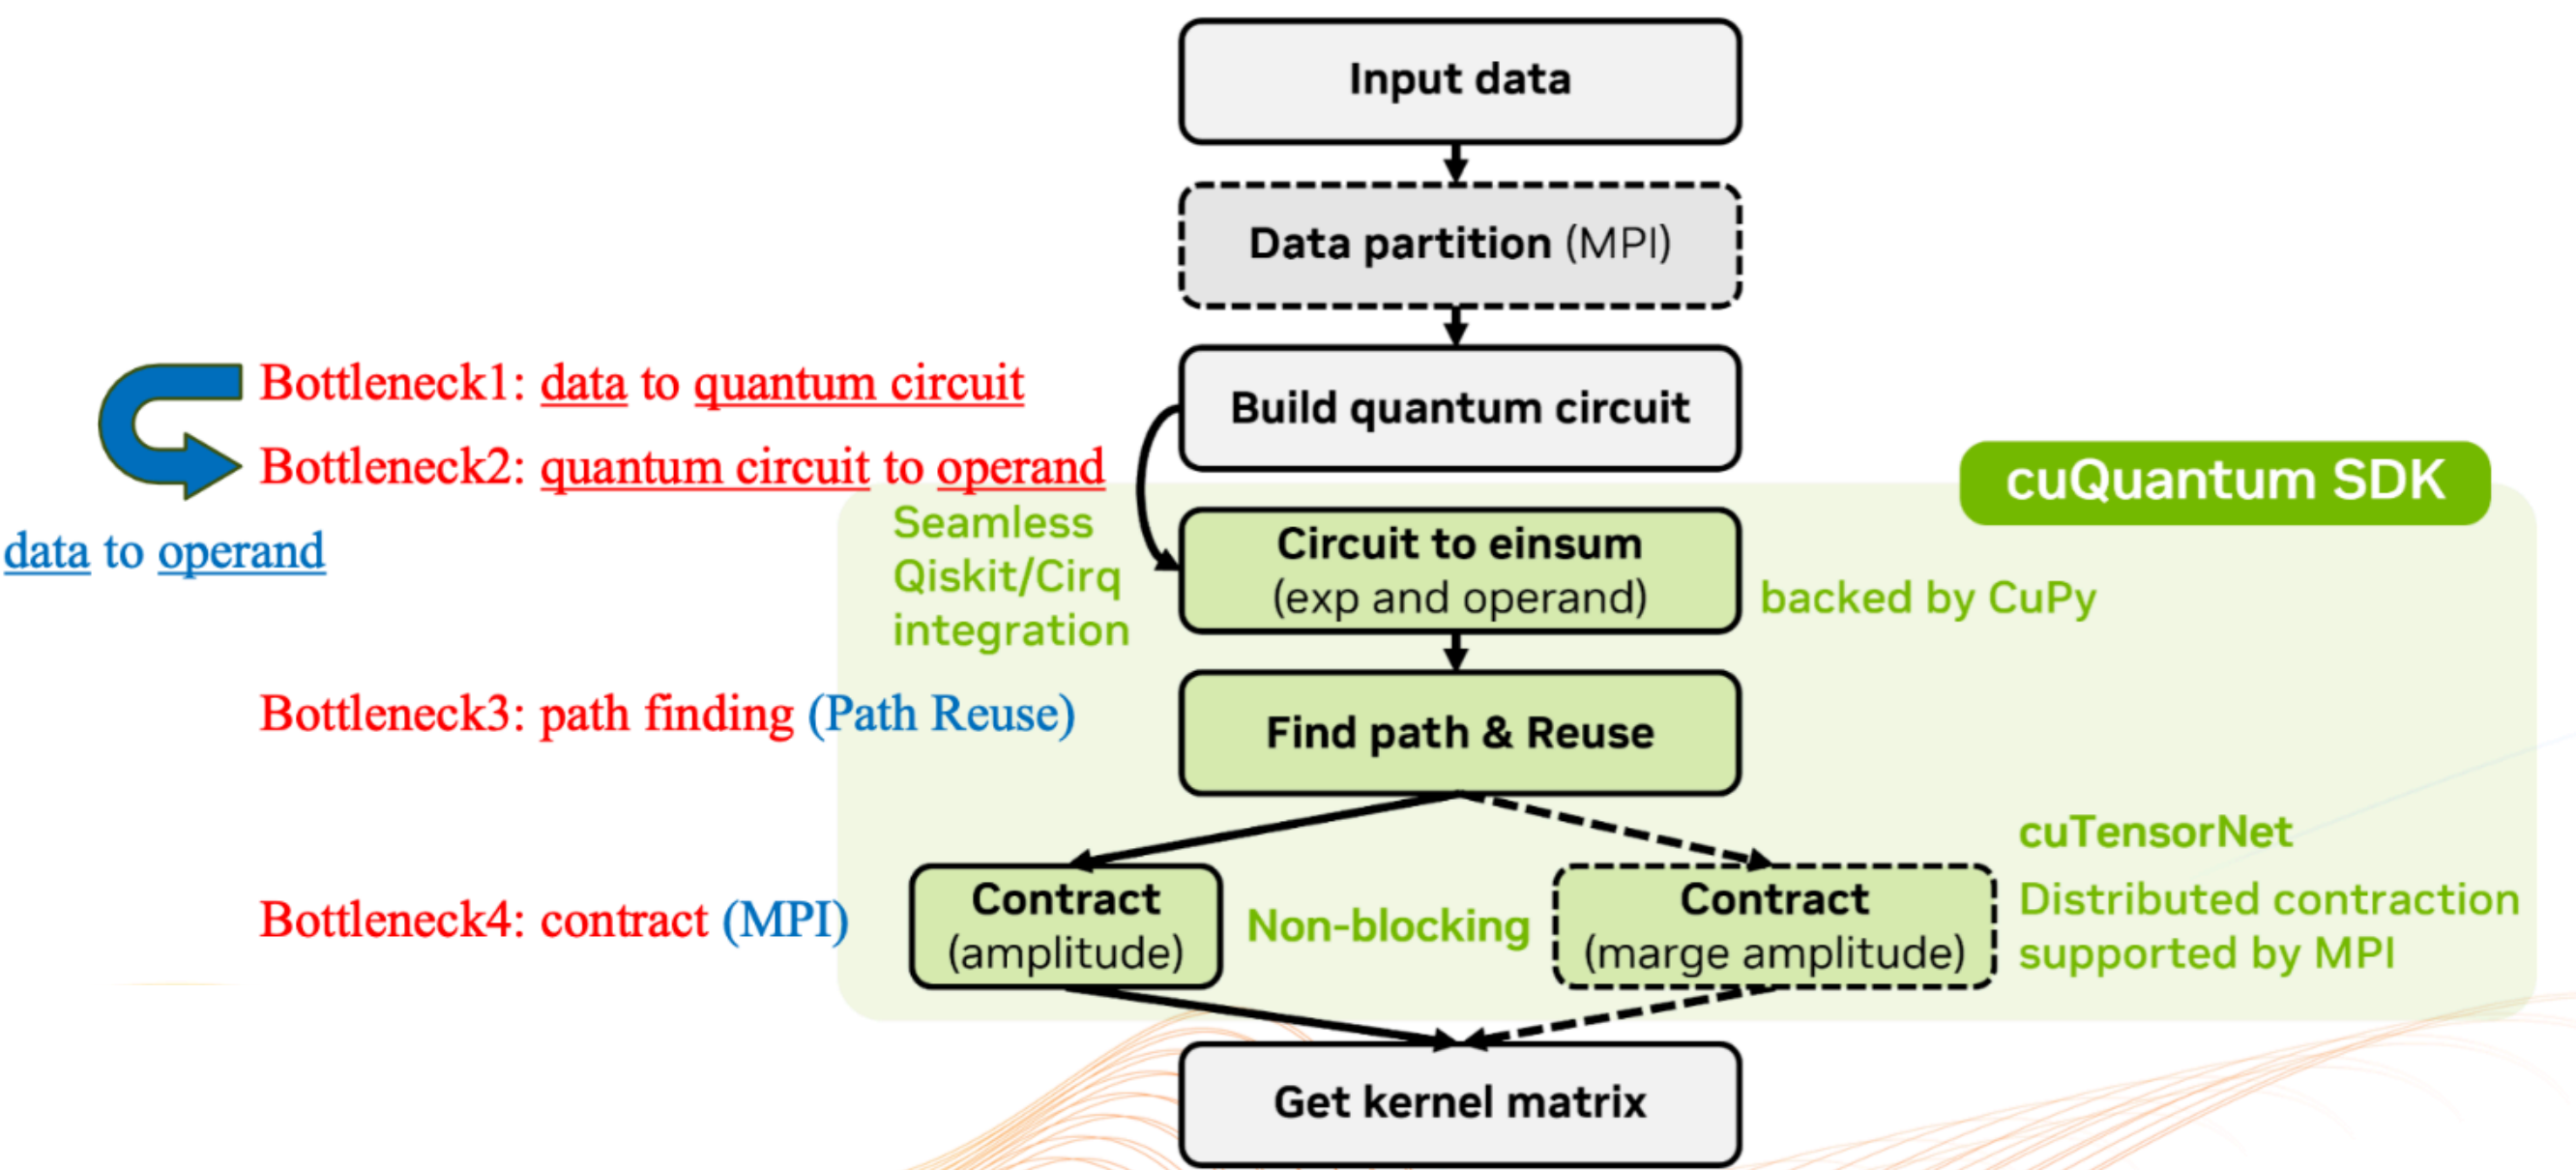 Input data
Data partition (MPI)
Bottleneck1: data to quantum circuit
Build quantum circuit
Bottleneck2: quantum circuit to operand
cuQuantum SDK
data to operand
Seamless
Qiskit/Cirq
integration
Circuit to einsum
(exp and operand)
backed by CuPy
Bottleneck3: path finding (Path Reuse)
Find path & Reuse
Bottleneck4: contract (MPI)
Contract
(amplitude)
Non-blocking
Contract
(marge amplitude)
cuTensorNet
Distributed contraction
supported by MPI
Get kernel matrix